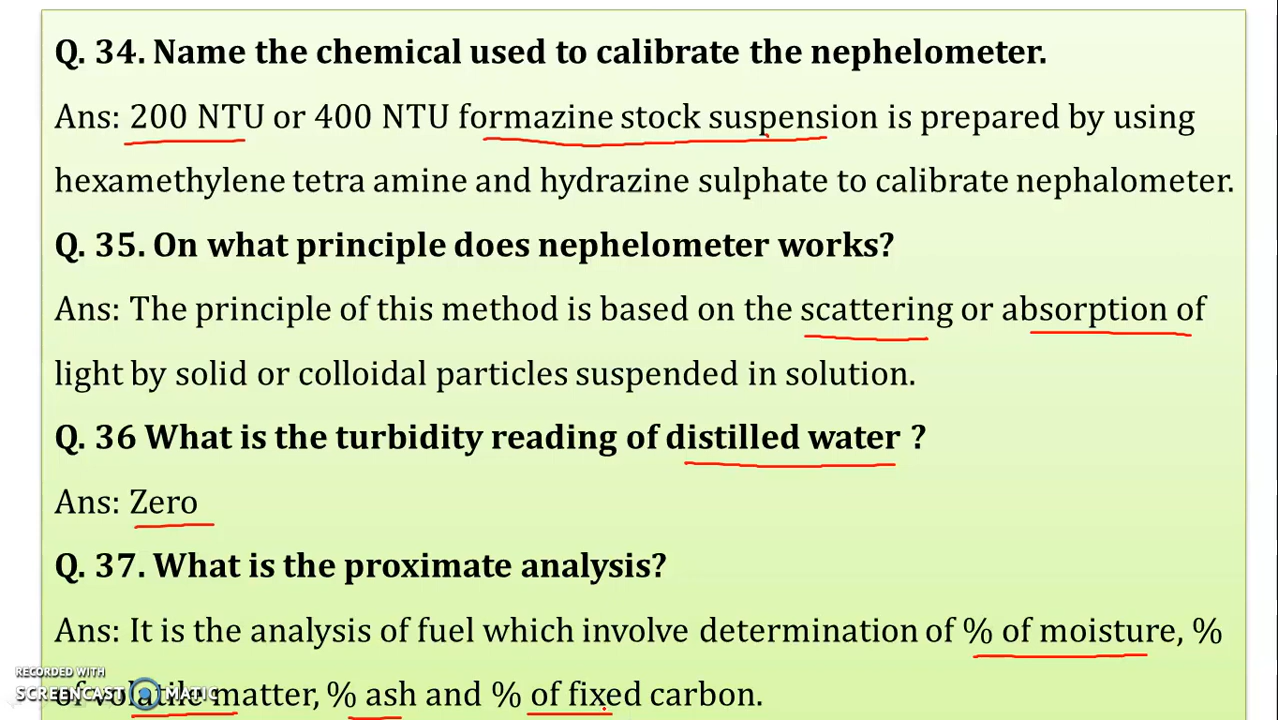 Q. 34. Name the chemical used to calibrate the nephelometer.
Ans: 200 NTU or 400 NTU formazine stock suspension is prepared by using
hexamethylene tetra amine and hydrazine sulphate to calibrate nephalometer.
Q. 35. On what principle does nephelometer works?
Ans: The principle of this method is based on the scattering or absorption of
light by solid or colloidal particles suspended in solution.
Q. 36 What is the turbidity reading of distilled water ?
Ans: Zero
Q. 37. What is the proximate analysis?
Ans: It is the analysis of fuel which involve determination of % of moisture, %
RECORDED WITH
SCREENCAST MATIC
of volatile matter, % ash and % of fixed carbon.